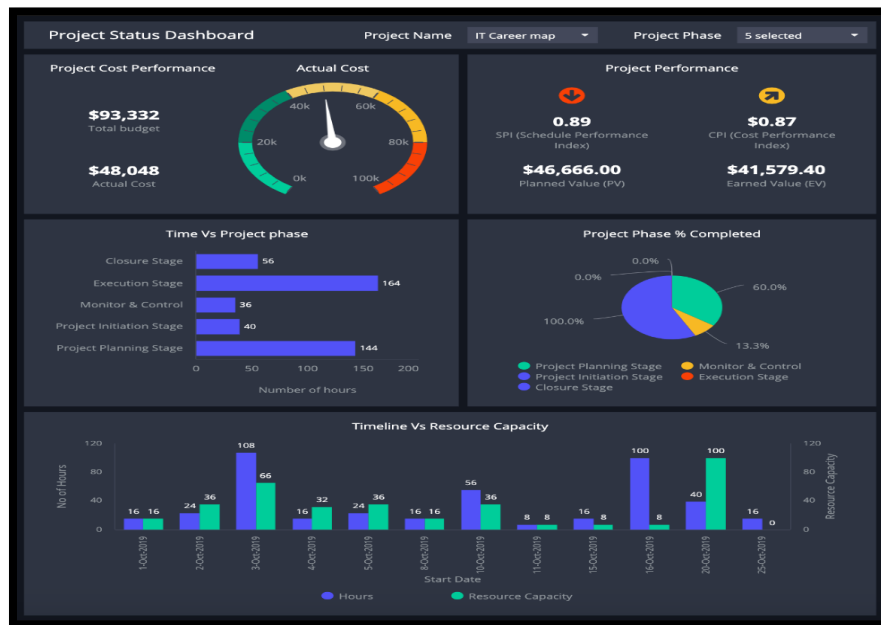 Project Status Dashboard
Project Name
IT Career map
Project Phase
5 selected
Project Cost Performance
Actual Cost
$93,332
Total budget
$48,048
Actual Cost
0k
20k
40k
60k
80k
100k
Project Performance
0.89
SPI (Schedule Performance
Index)
$0.87
CPI (Cost Performance
Index)
$46,666.00
Planned Value (PV)
$41,579.40
Earned Value (EV)
Time Vs Project phase
Closure Stage 56
Execution Stage 164
Monitor & Control 36
Project Initiation Stage 40
Project Planning Stage 144
0 50 100 150 200
Number of hours
Project Phase % Completed
0.0%
0.0%
60.0%
100.0%
13.3%
Project Planning Stage Monitor & Control
Project Initiation Stage Execution Stage
Closure Stage
Timeline Vs Resource Capacity
No of Hours
120
80
40
0
16 16
24 36
108 66
16 32
24 36
16 16
56 36
8 8
16 8
100 8
40 100
16 0
120
80
40
0
Resource Capacity
1-Oct-2019
2-Oct-2019
3-Oct-2019
4-Oct-2019
5-Oct-2019
8-Oct-2019
10-Oct-2019
11-Oct-2019
15-Oct-2019
16-Oct-2019
20-Oct-2019
25-Oct-2019
Start Date
Hours Resource Capacity